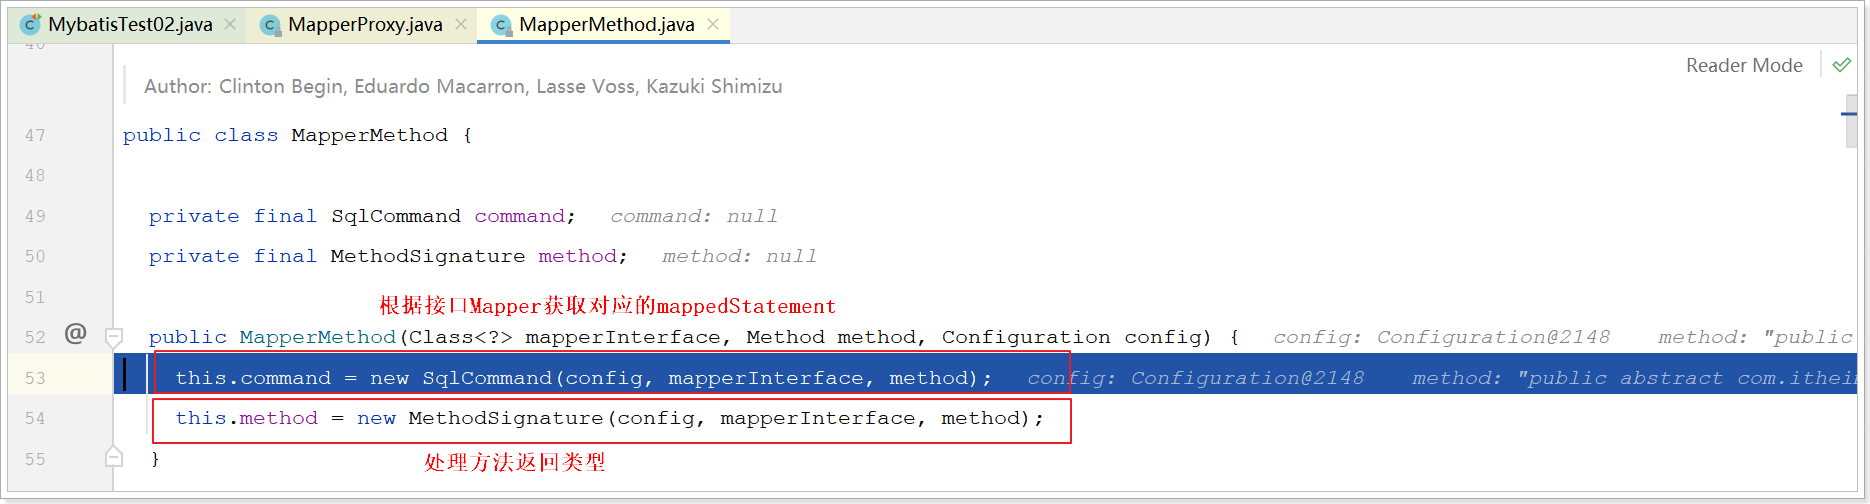 MybatisTest02.java MapperProxy.java MapperMethod.java
Reader Mode
Author: Clinton Begin, Eduardo Macarron, Lasse Voss, Kazuki Shimizu
47 public class MapperMethod {
48
49 private final SqlCommand command; command: null
50 private final MethodSignature method; method: null
51
根据接口Mapper获取对应的mappedStatement
52 @ public MapperMethod(Class<?> mapperInterface, Method method, Configuration config) { config: Configuration@2148 method: "public
53 this.command = new SqlCommand(config, mapperInterface, method); config: Configuration@2148 method: "public abstract com.ithei
54 this.method = new MethodSignature(config, mapperInterface, method);
55 }
处理方法返回类型